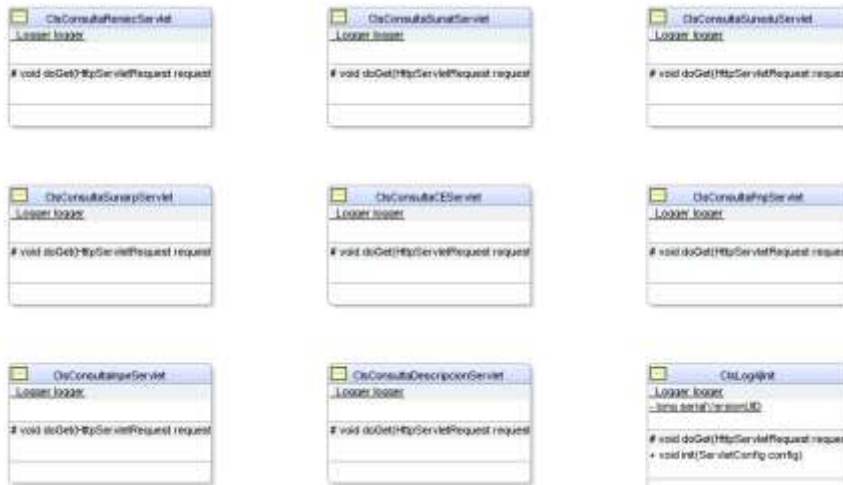 ClsConsultaReniecServlet
Logger logger
# void doGet(HttpServletRequest request
ClsConsultaSunatServlet
Logger logger
# void doGet(HttpServletRequest request
ClsConsultaSuneduServlet
Logger logger
# void doGet(HttpServletRequest reques
ClsConsultaSunarpServlet
Logger logger
# void doGet(HttpServletRequest request
ClsConsultaCEServlet
Logger logger
# void doGet(HttpServletRequest request
ClsConsultaPnpServlet
Logger logger
# void doGet(HttpServletRequest reques
ClsConsultaInpeServlet
Logger logger
# void doGet(HttpServletRequest request
ClsConsultaDescripcionServlet
Logger logger
# void doGet(HttpServletRequest request
ClsLog4jInit
Logger logger
- long serialVersionUID
# void doGet(HttpServletRequest reques
+ void init(ServletConfig config)